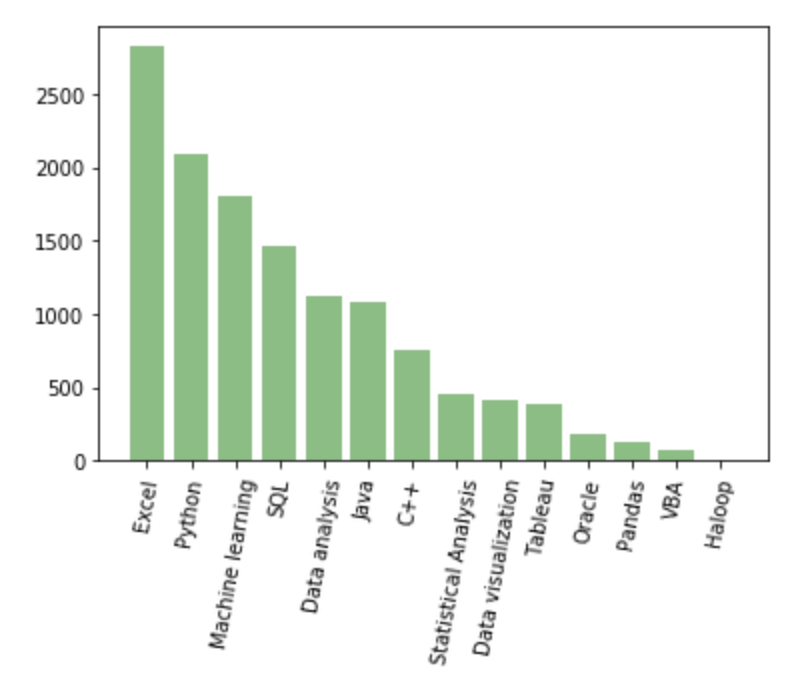 2500
2000
1500
1000
500
0
Excel
Python
Machine learning
SQL
Data analysis
Java
C++
Statistical Analysis
Data visualization
Tableau
Oracle
Pandas
VBA
Haloop